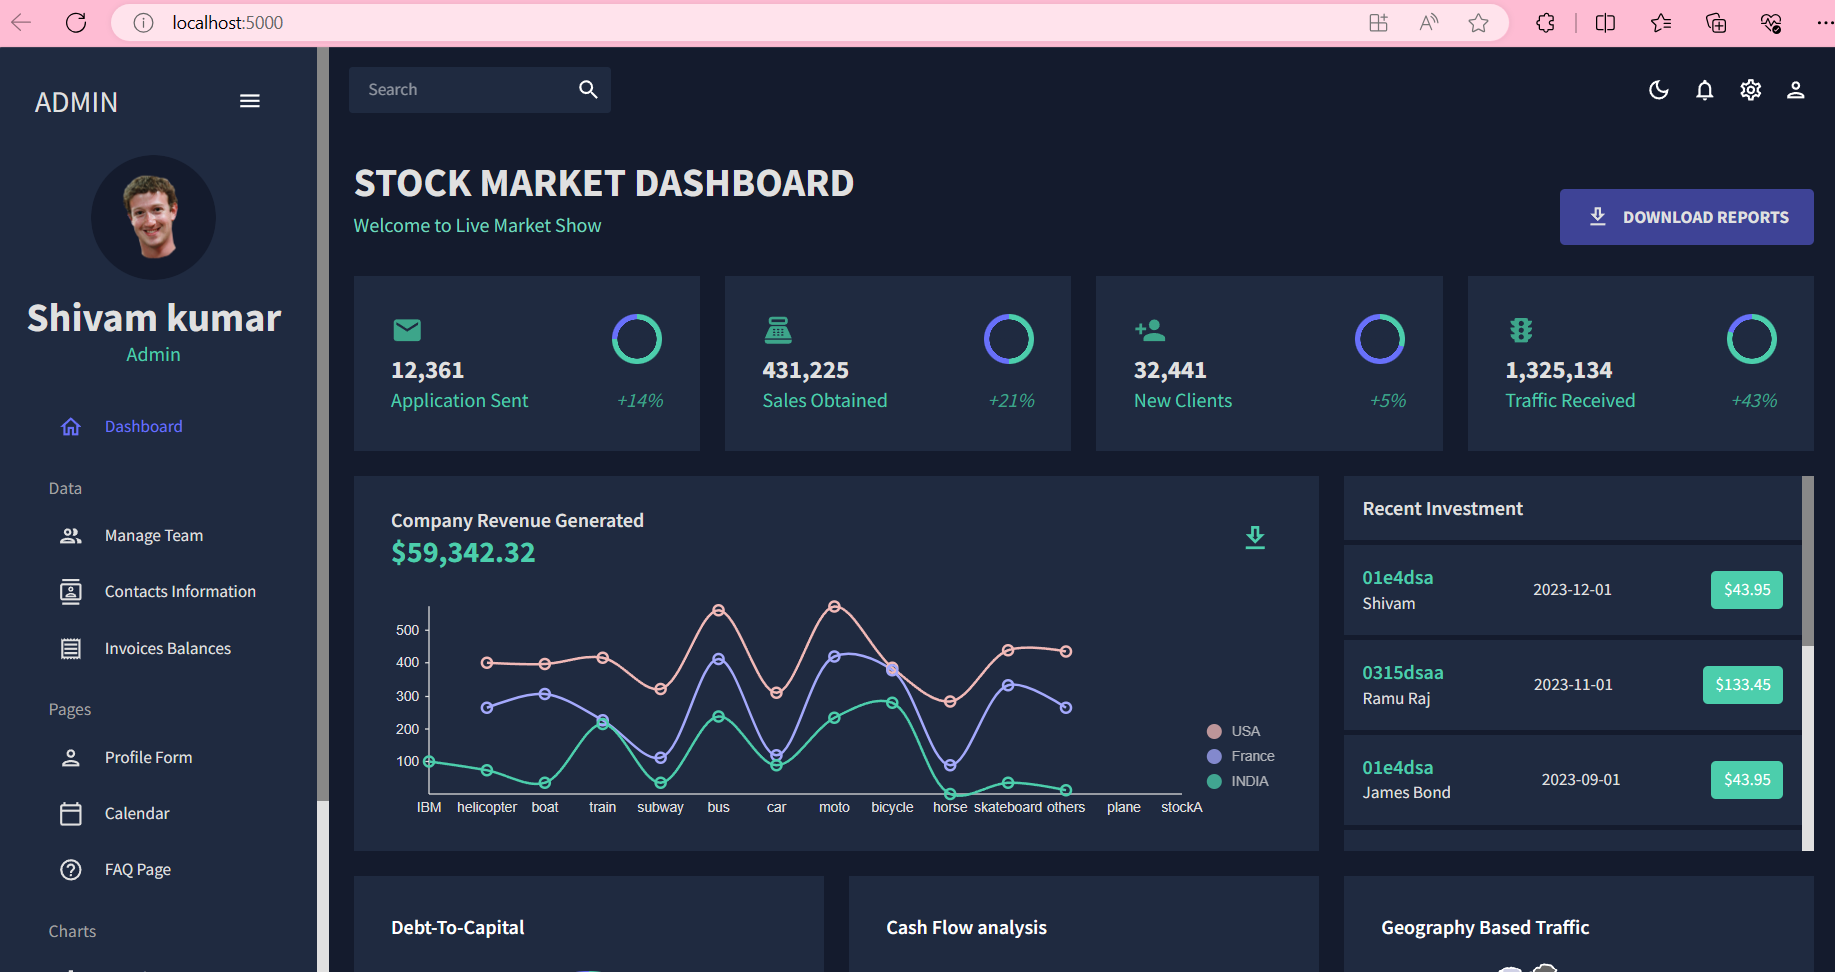 localhost:5000
ADMIN
Shivam kumar
Admin
Dashboard
Data
Manage Team
Contacts Information
Invoices Balances
Pages
Profile Form
Calendar
FAQ Page
Charts
Search
STOCK MARKET DASHBOARD
Welcome to Live Market Show
DOWNLOAD REPORTS
12,361
Application Sent
+14%
431,225
Sales Obtained
+21%
32,441
New Clients
+5%
1,325,134
Traffic Received
+43%
Company Revenue Generated
$59,342.32
500
400
300
200
100
IBM helicopter boat train subway bus car moto bicycle horse skateboard others plane stockA
USA
France
INDIA
Recent Investment
01e4dsa
Shivam
2023-12-01
$43.95
0315dsaa
Ramu Raj
2023-11-01
$133.45
01e4dsa
James Bond
2023-09-01
$43.95
Debt-To-Capital
Cash Flow analysis
Geography Based Traffic